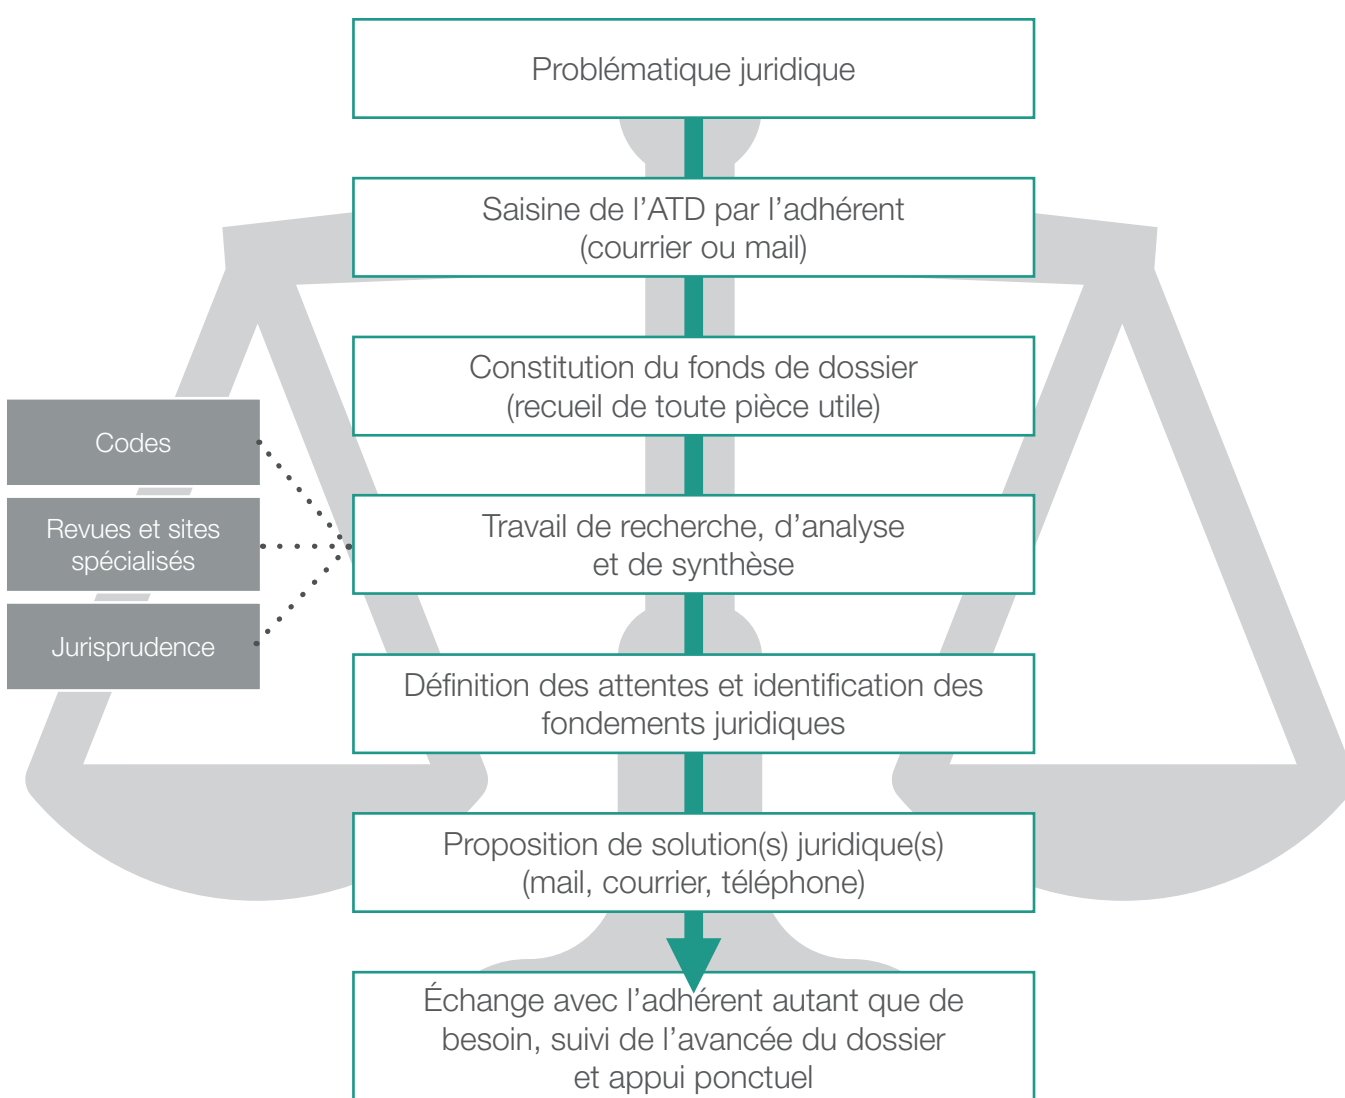 Problématique juridique
Saisine de l’ATD par l’adhérent
(courrier ou mail)
Constitution du fonds de dossier
(recueil de toute pièce utile)
Codes
Revues et sites
spécialisés
Jurisprudence
Travail de recherche, d’analyse
et de synthèse
Définition des attentes et identification des
fondements juridiques
Proposition de solution(s) juridique(s)
(mail, courrier, téléphone)
Échange avec l’adhérent autant que de
besoin, suivi de l’avancée du dossier
et appui ponctuel